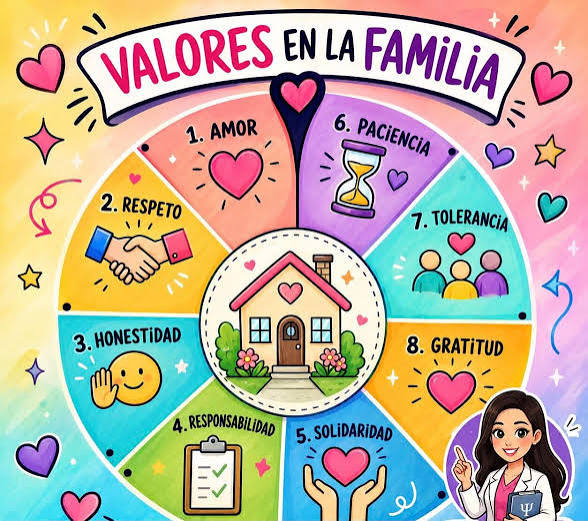 VALORES EN LA FAMILIA
1. AMOR
2. RESPETO
3. HONESTIDAD
4. RESPONSABILIDAD
5. SOLIDARIDAD
6. PACIENCIA
7. TOLERANCIA
8. GRATITUD
Ψ